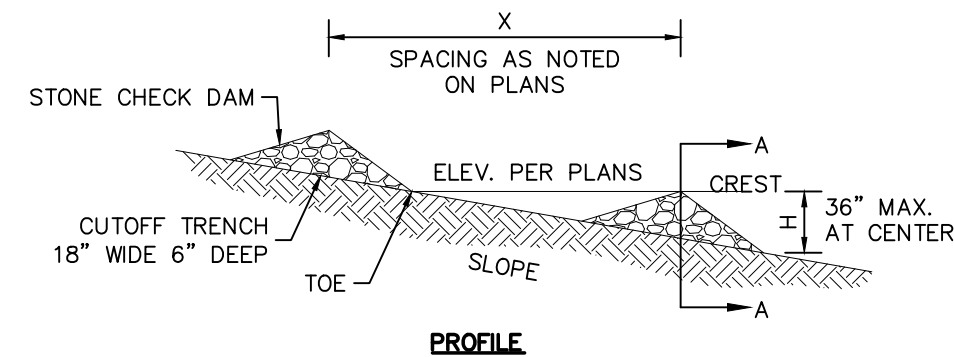 X
SPACING AS NOTED
ON PLANS
STONE CHECK DAM
A
ELEV. PER PLANS
CREST
H
36" MAX.
AT CENTER
CUTOFF TRENCH
18" WIDE 6" DEEP
SLOPE
TOE
A
PROFILE